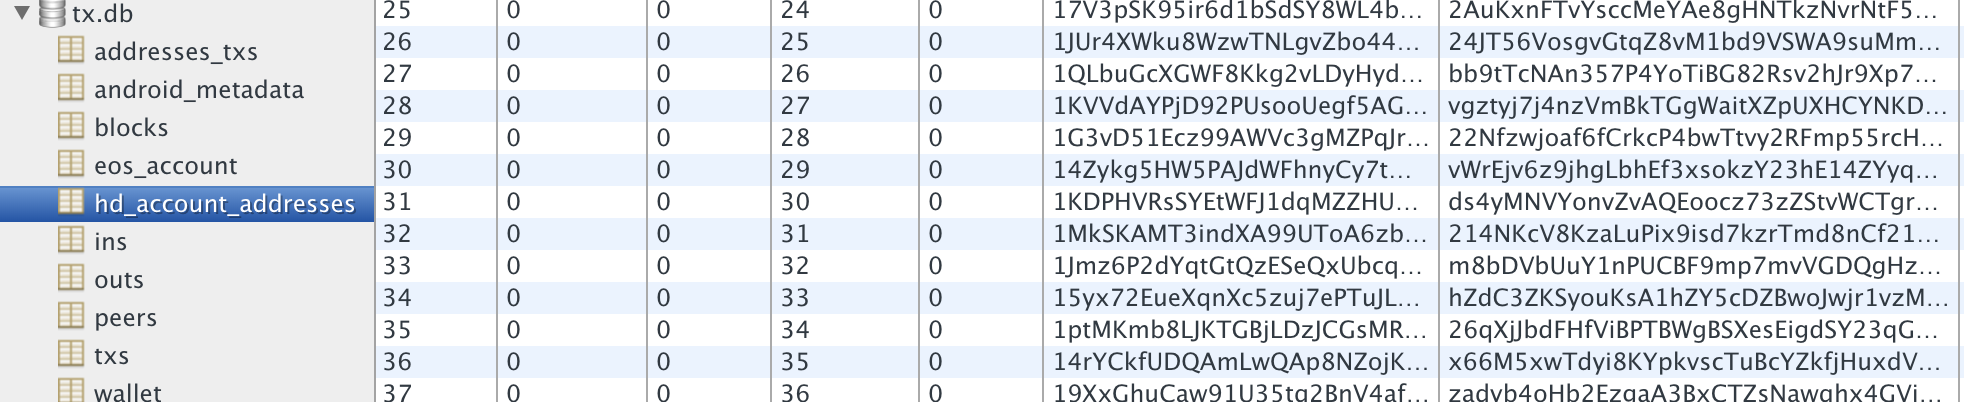 tx.db
addresses_txs
android_metadata
blocks
eos_account
hd_account_addresses
ins
outs
peers
txs
wallet
25 0 0 24 0 17V3pSK95ir6d1bSdSY8WL4b... 2AuKxnFTvYsccMeYAe8gHNTkzNvrNtF5...
26 0 0 25 0 1JUr4XWku8WzwTNLgvZbo44... 24JT56VosgvGtqZ8vM1bd9VSWA9suMm...
27 0 0 26 0 1QLbuGcXGWF8Kkg2vLDyHyd... bb9tTcNAn357P4YoTiBG82Rsv2hJr9Xp7...
28 0 0 27 0 1KVVdAYPjD92PUsooUegf5AG... vgztyj7j4nzVmBkTGgWaitXZpUXHCYNKD...
29 0 0 28 0 1G3vD51Ecz99AWVc3gMZPqJr... 22Nfzwjoaf6fCrkcP4bwTtvy2RFmp55rcH...
30 0 0 29 0 14Zykg5HW5PAJdWFhnyCy7t... vWrEjv6z9jhgLbhEf3xsokzY23hE14ZYyq...
31 0 0 30 0 1KDPHVRsSYEtWFJ1dqMZZHU... ds4yMNVYonvZvAQEoocz73zZStvWCTgr...
32 0 0 31 0 1MkSKAMT3indXA99UToA6zb... 214NKcV8KzaLuPix9isd7kzrTmd8nCf21...
33 0 0 32 0 1Jmz6P2dYqtGtQzESeQxUbcq... m8bDVbUuY1nPUCBF9mp7mvVGDQgHz...
34 0 0 33 0 15yx72EueXqnXc5zuj7ePTuJL... hZdC3ZKSyouKsA1hZY5cDZBwoJwjr1vzM...
35 0 0 34 0 1ptMKmb8LJKTGBjLDzJCGsMR... 26qXjJbdFHfViBPTBWgBSXesEigdSY23qG...
36 0 0 35 0 14rYCkfUDQAmLwQAp8NZojK... x66M5xwTdyi8KYpkvscTuBcYZkfjHuxdV...
37 0 0 36 0 19XxGhuCaw91U35tq2BnV4af... zadvb4oHb2EzgaA3BxCTZsNawghx4GVi...